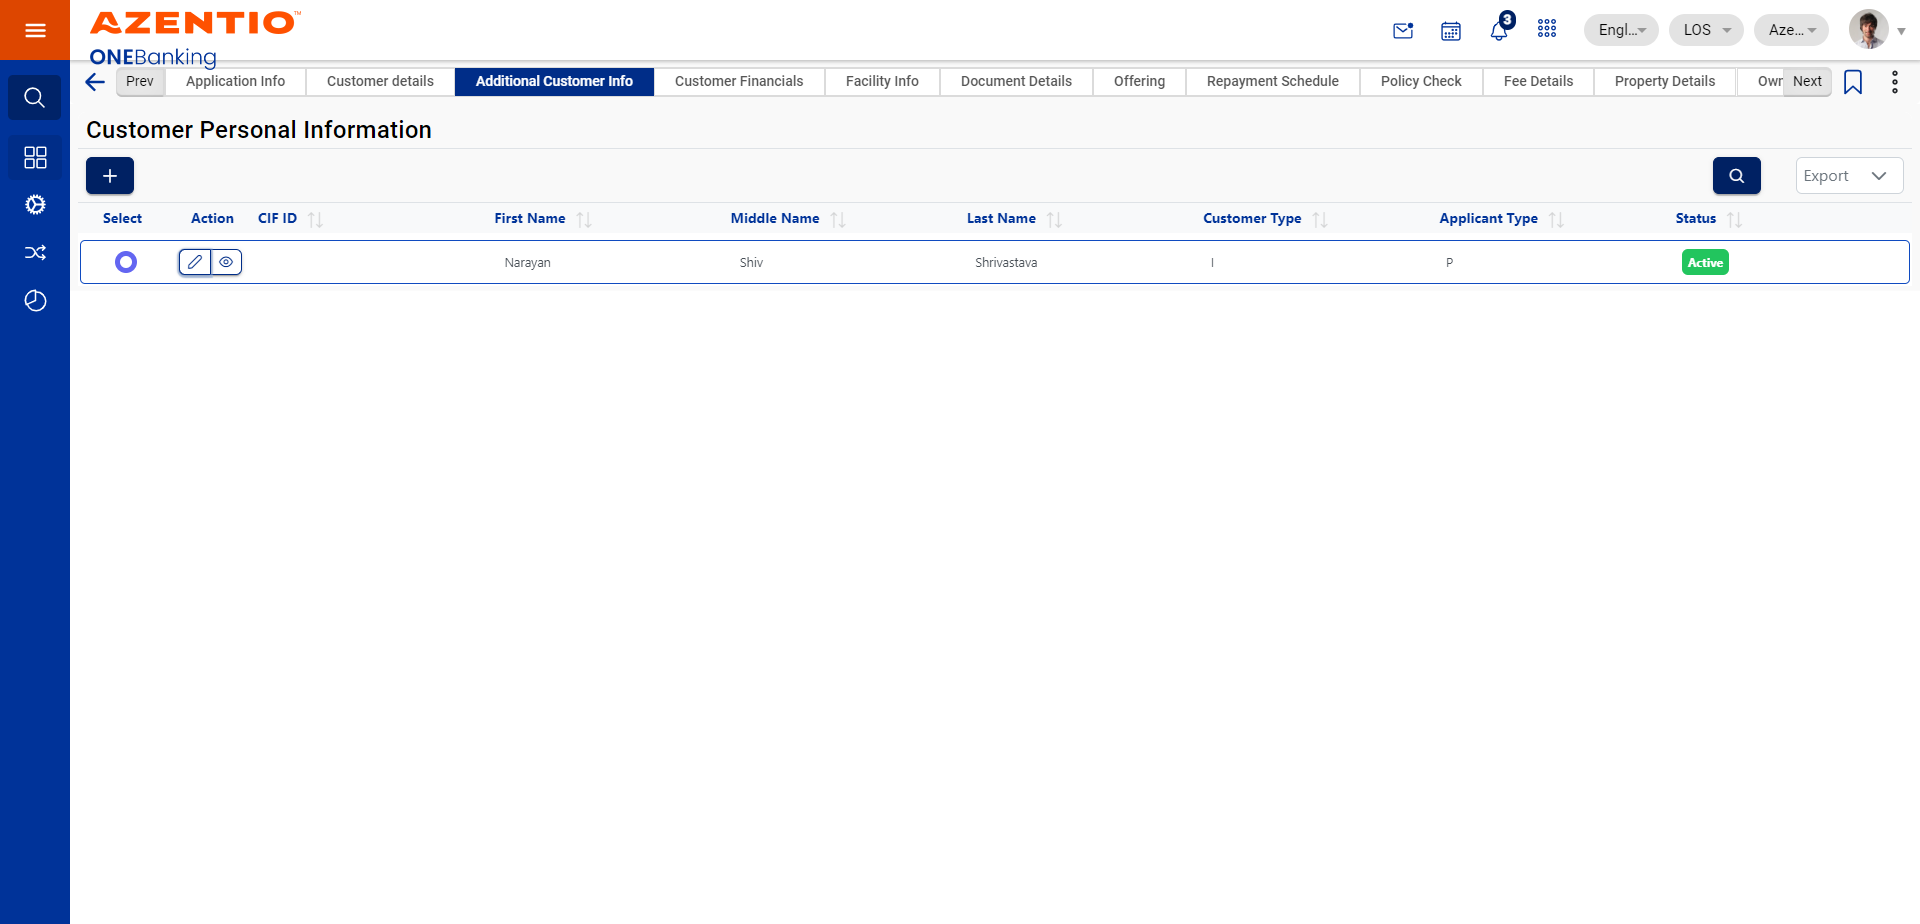 AZENTIO™
ONEBanking
3
Engl...
LOS
Aze...
Prev
Application Info
Customer details
Additional Customer Info
Customer Financials
Facility Info
Document Details
Offering
Repayment Schedule
Policy Check
Fee Details
Property Details
Owr
Next
Customer Personal Information
Export
Select
Action
CIF ID
First Name
Middle Name
Last Name
Customer Type
Applicant Type
Status
Narayan
Shiv
Shrivastava
I
P
Active